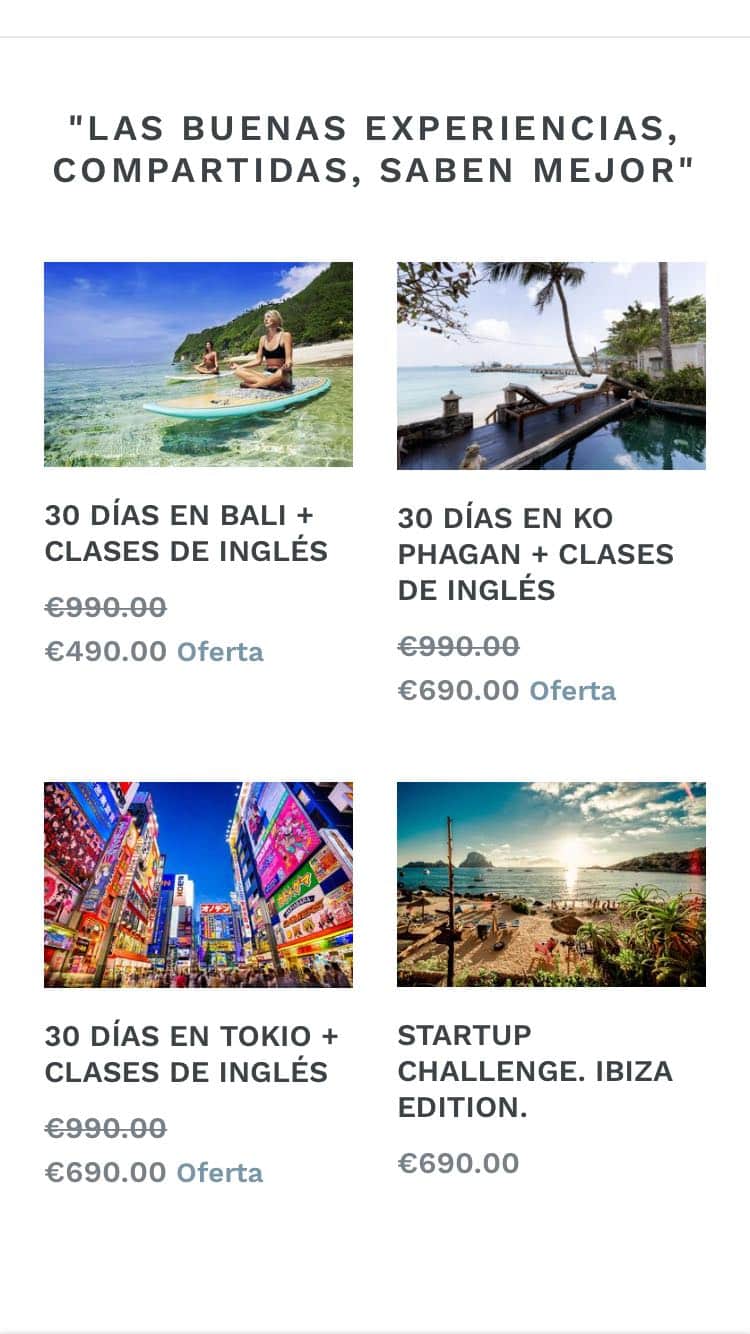 "LAS BUENAS EXPERIENCIAS,
COMPARTIDAS, SABEN MEJOR"
30 DÍAS EN BALI +
CLASES DE INGLÉS
€990.00
€490.00 Oferta
30 DÍAS EN KO
PHAGAN + CLASES
DE INGLÉS
€990.00
€690.00 Oferta
30 DÍAS EN TOKIO +
CLASES DE INGLÉS
€990.00
€690.00 Oferta
STARTUP
CHALLENGE. IBIZA
EDITION.
€690.00